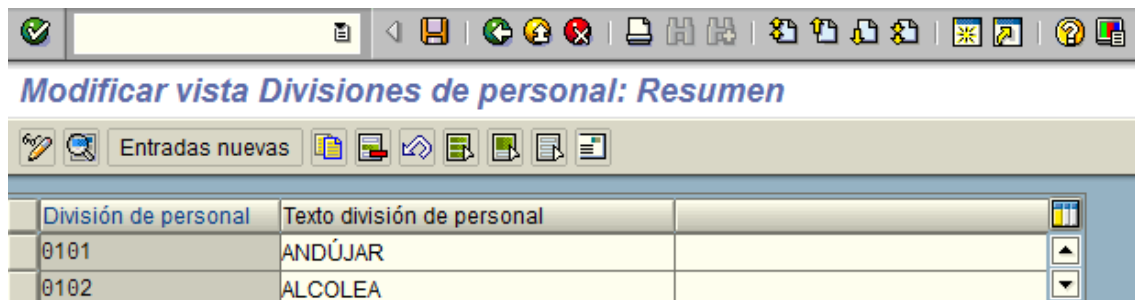 Modificar vista Divisiones de personal: Resumen
Entradas nuevas
División de personal Texto división de personal
0101 ANDÚJAR
0102 ALCOLEA